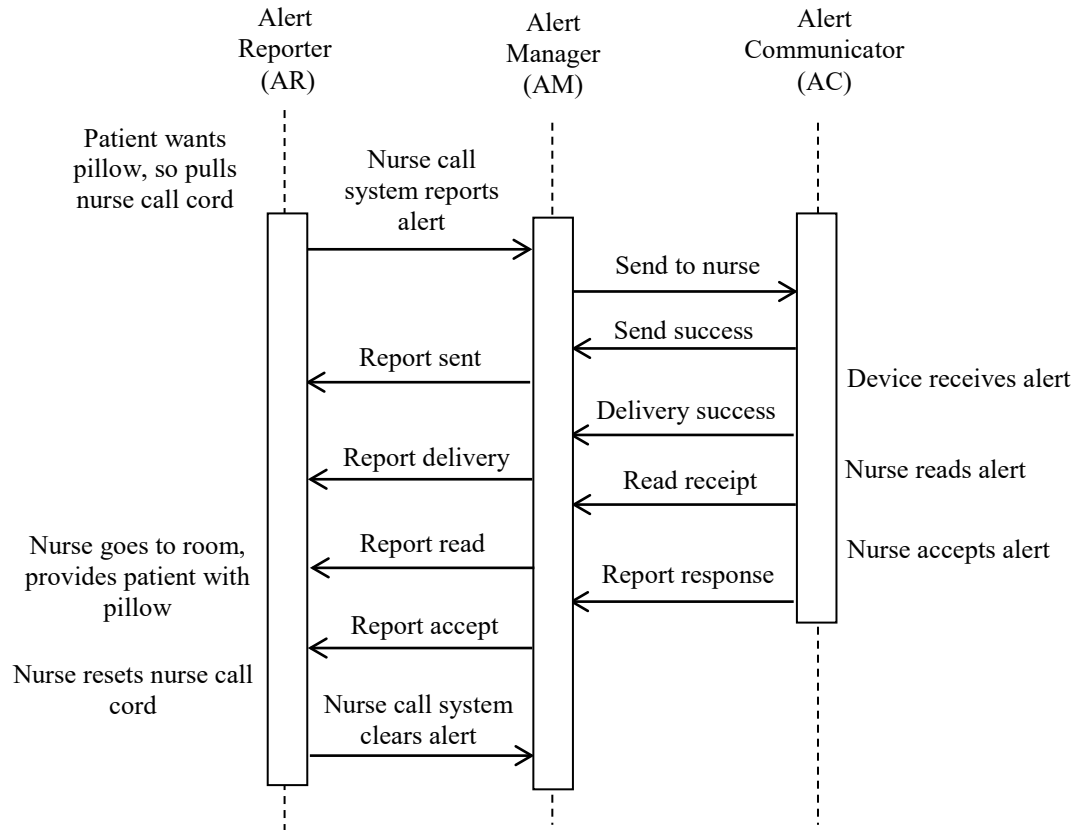 Alert
Reporter
(AR)
Alert
Manager
(AM)
Alert
Communicator
(AC)
Patient wants
pillow, so pulls
nurse call cord
Nurse call
system reports
alert
Send to nurse
Send success
Report sent
Device receives alert
Delivery success
Report delivery
Nurse reads alert
Read receipt
Nurse goes to room,
provides patient with
pillow
Report read
Nurse accepts alert
Report response
Report accept
Nurse resets nurse call
cord
Nurse call system
clears alert